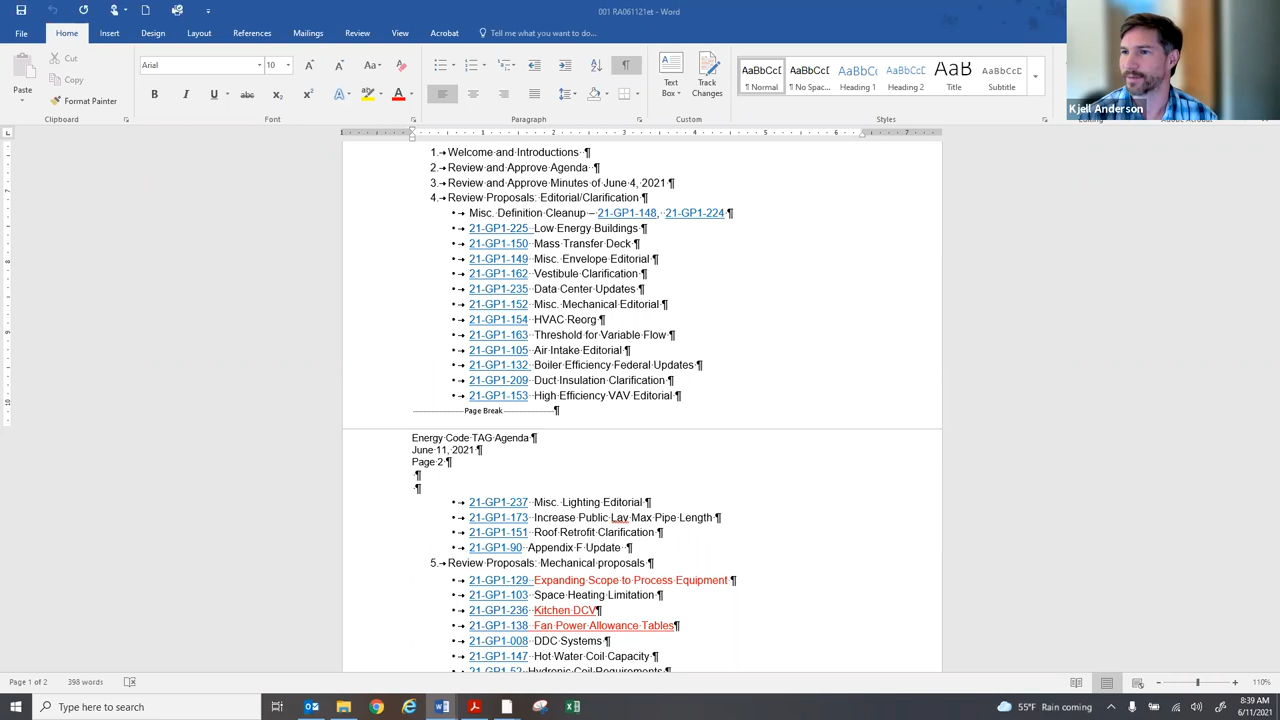 001 RA061121et - Word
File Home Insert Design Layout References Mailings Review View Acrobat Tell me what you want to do...
Cut
Copy
Paste
Format Painter
Clipboard
Arial 10
Font
Paragraph
Text Box
Track Changes
Custom
AaBbCcD AaBbCcD AaBbCc AaBbCcD AaB AaBbCcD
¶ Normal ¶ No Spac... Heading 1 Heading 2 Title Subtitle
Styles
Editing
Adobe Acrobat
Kjell Anderson
1. Welcome and Introductions ¶
2. Review and Approve Agenda ¶
3. Review and Approve Minutes of June 4, 2021 ¶
4. Review Proposals: Editorial/Clarification ¶
• Misc. Definition Cleanup – 21-GP1-148, 21-GP1-224 ¶
• 21-GP1-225 Low Energy Buildings ¶
• 21-GP1-150 Mass Transfer Deck ¶
• 21-GP1-149 Misc. Envelope Editorial ¶
• 21-GP1-162 Vestibule Clarification ¶
• 21-GP1-235 Data Center Updates ¶
• 21-GP1-152 Misc. Mechanical Editorial ¶
• 21-GP1-154 HVAC Reorg ¶
• 21-GP1-163 Threshold for Variable Flow ¶
• 21-GP1-105 Air Intake Editorial ¶
• 21-GP1-132 Boiler Efficiency Federal Updates ¶
• 21-GP1-209 Duct Insulation Clarification ¶
• 21-GP1-153 High Efficiency VAV Editorial ¶
Page Break ¶
Energy Code TAG Agenda ¶
June 11, 2021 ¶
Page 2 ¶
¶
¶
• 21-GP1-237 Misc. Lighting Editorial ¶
• 21-GP1-173 Increase Public Lav Max Pipe Length ¶
• 21-GP1-151 Roof Retrofit Clarification ¶
• 21-GP1-90 Appendix F Update ¶
5. Review Proposals: Mechanical proposals ¶
• 21-GP1-129 Expanding Scope to Process Equipment ¶
• 21-GP1-103 Space Heating Limitation ¶
• 21-GP1-236 Kitchen DCV¶
• 21-GP1-138 Fan Power Allowance Tables¶
• 21-GP1-008 DDC Systems ¶
• 21-GP1-147 Hot Water Coil Capacity ¶
• 21-GP1-52 Hydronic Coil Requirements ¶
Page 1 of 2 398 words 110%
Type here to search
55°F Rain coming
8:39 AM
6/11/2021